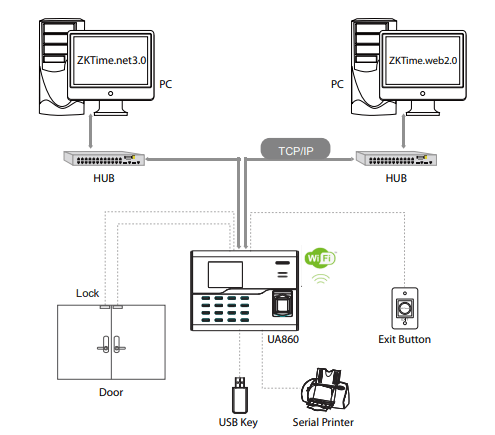 ZKTime.net3.0
ZKTime.web2.0
PC
PC
TCP/IP
HUB
HUB
WiFi
Lock
UA860
Exit Button
Door
USB Key
Serial Printer